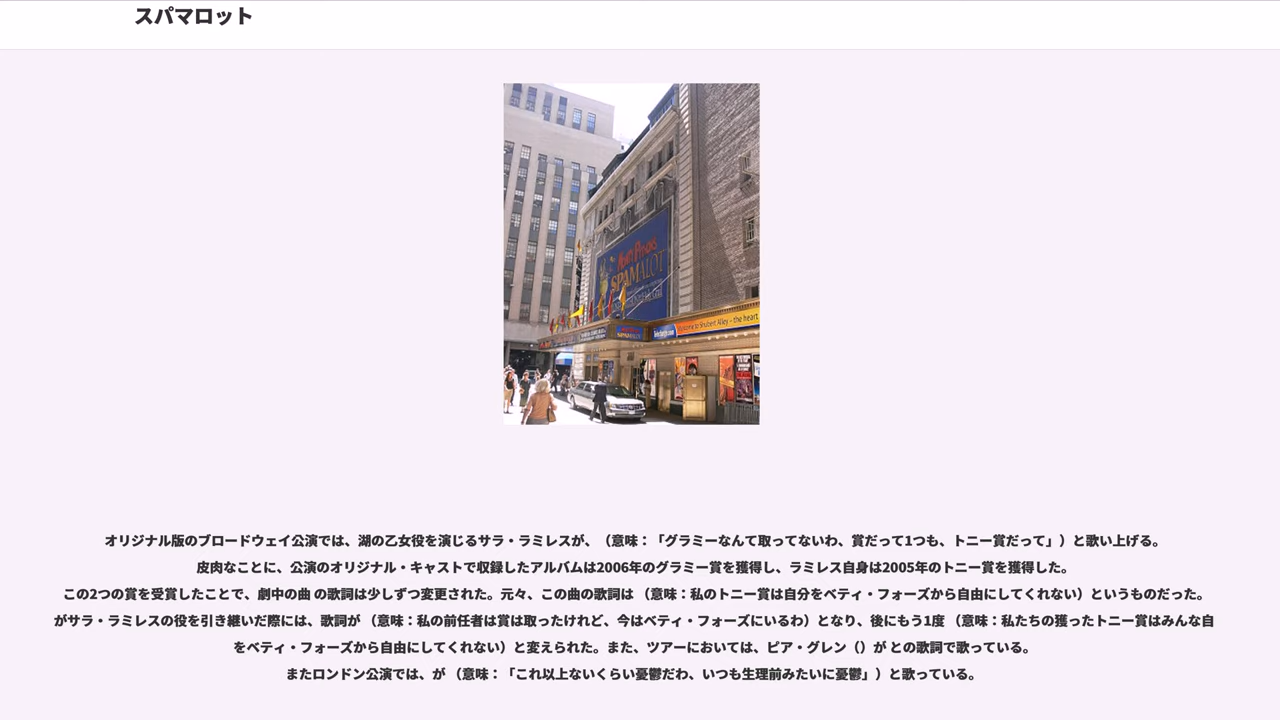 スパマロット
SPAMALOT
Welcome to Shubert Alley - the heart
オリジナル版のブロードウェイ公演では、湖の乙女役を演じるサラ・ラミレスが、（意味：「グラミーなんて取ってないわ、賞だって1つも、トニー賞だって」）と歌い上げる。
皮肉なことに、公演のオリジナル・キャストで収録したアルバムは2006年のグラミー賞を獲得し、ラミレス自身は2005年のトニー賞を獲得した。
この2つの賞を受賞したことで、劇中の曲 の歌詞は少しずつ変更された。元々、この曲の歌詞は （意味：私のトニー賞は自分をベティ・フォーズから自由にしてくれない）というものだった。
がサラ・ラミレスの役を引き継いだ際には、歌詞が （意味：私の前任者は賞は取ったけれど、今はベティ・フォーズにいるわ）となり、後にもう1度 （意味：私たちの獲ったトニー賞はみんな自
をベティ・フォーズから自由にしてくれない）と変えられた。また、ツアーにおいては、ピア・グレン（）が との歌詞で歌っている。
またロンドン公演では、が （意味：「これ以上ないくらい憂鬱だわ、いつも生理前みたいに憂鬱」）と歌っている。